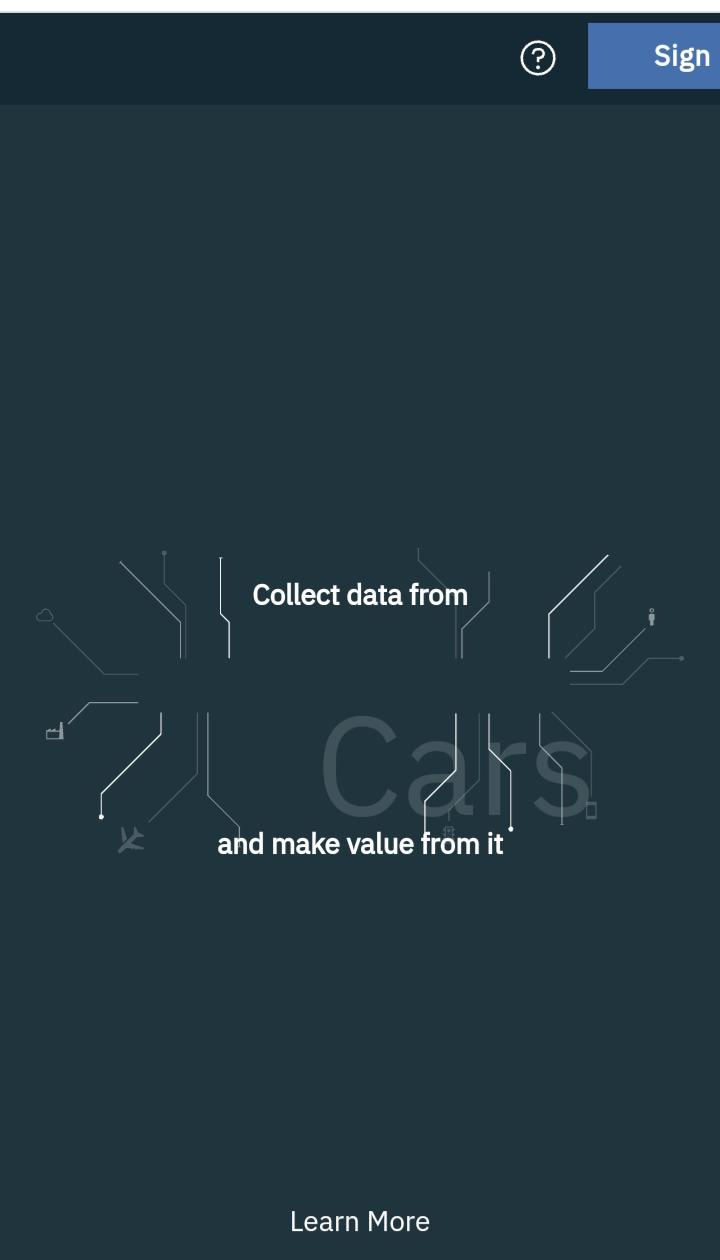 Sign
Collect data from
Cars
and make value from it
Learn More